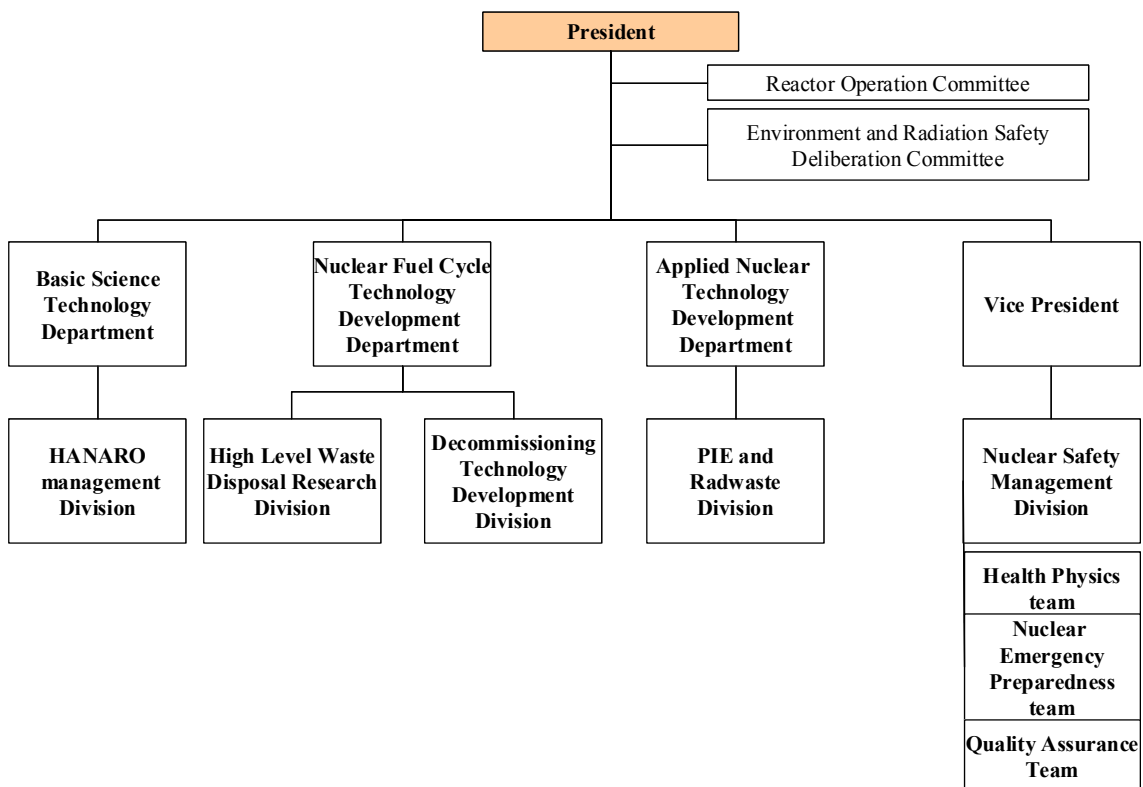 President
Reactor Operation Committee
Environment and Radiation Safety
Deliberation Committee
Basic Science
Technology
Department
Nuclear Fuel Cycle
Technology
Development
Department
Applied Nuclear
Technology
Development
Department
Vice President
HANARO
management
Division
High Level Waste
Disposal Research
Division
Decommissioning
Technology
Development
Division
PIE and
Radwaste
Division
Nuclear Safety
Management
Division
Health Physics
team
Nuclear
Emergency
Preparedness
team
Quality Assurance
Team